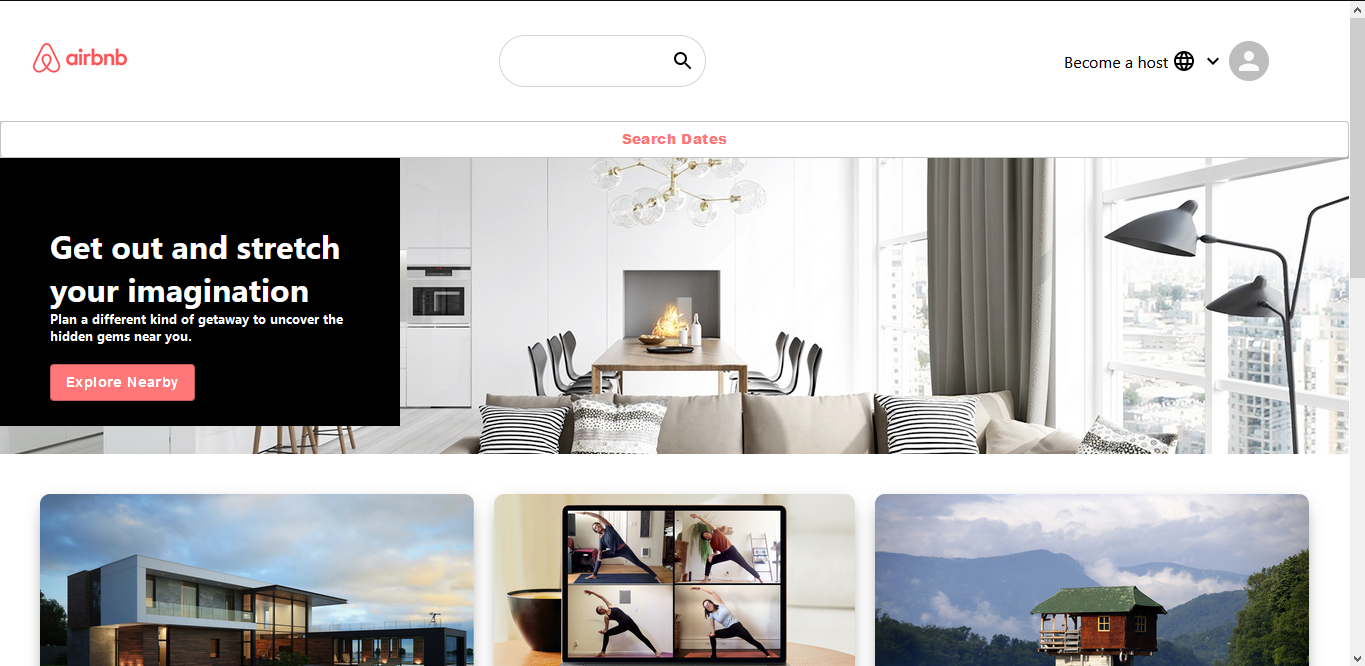 airbnb
Become a host
Search Dates
Get out and stretch
your imagination
Plan a different kind of getaway to uncover the
hidden gems near you.
Explore Nearby